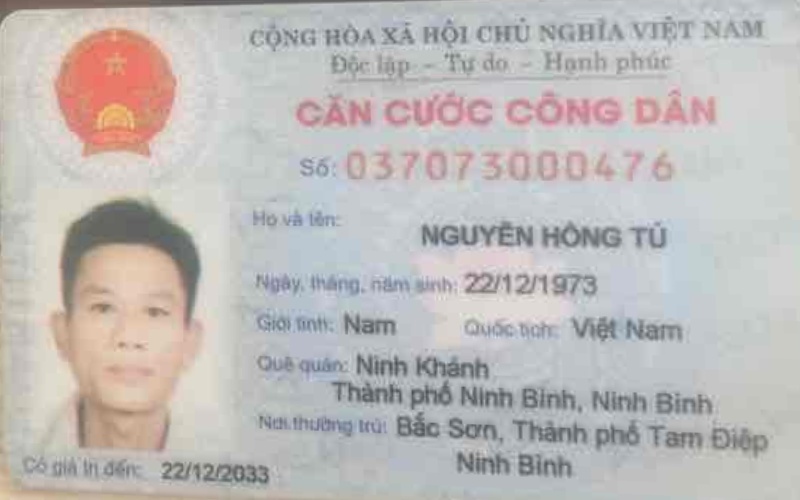 CỘNG HÒA XÃ HỘI CHỦ NGHĨA VIỆT NAM
Độc lập - Tự do - Hạnh phúc
CĂN CƯỚC CÔNG DÂN
Số: 037073000476
Họ và tên:
NGUYỄN HỒNG TÚ
Ngày, tháng, năm sinh: 22/12/1973
Giới tính: Nam Quốc tịch: Việt Nam
Quê quán: Ninh Khánh
Thành phố Ninh Bình, Ninh Bình
Nơi thường trú: Bắc Sơn, Thành phố Tam Điệp
Ninh Bình
Có giá trị đến: 22/12/2033